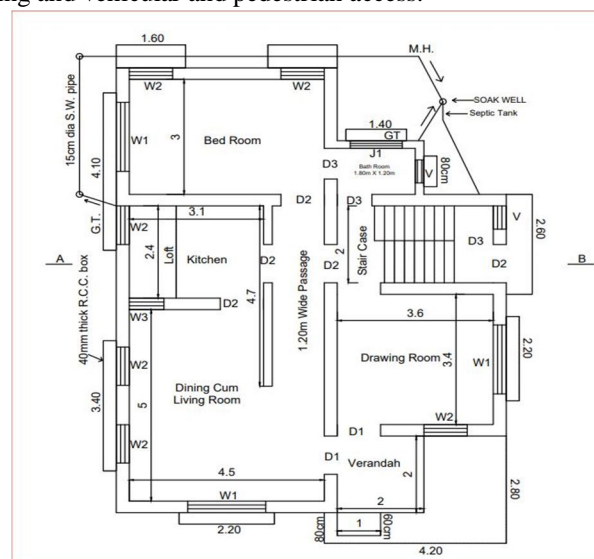 ing and vehicular and pedestrian access.
1.60
M.H.
W2
W2
SOAK WELL
Septic Tank
15cm dia S.W. pipe
4.10
W1
3
Bed Room
1.40
GT
J1
Bath Room
1.80m X 1.20m
V
80cm
D3
D2
D3
G.T.
W2
3.1
2.4
Loft
Kitchen
D2
4.7
1.20m Wide Passage
D2
2
Stair Case
V
D3
D2
2.60
A
B
40mm thick R.C.C. box
W3
D2
3.6
Drawing Room
3.4
W1
2.20
W2
3.40
W2
5
Dining Cum
Living Room
W2
D1
D1
Verandah
4.5
W1
2.20
2
2
2.80
1
80cm
60cm
4.20